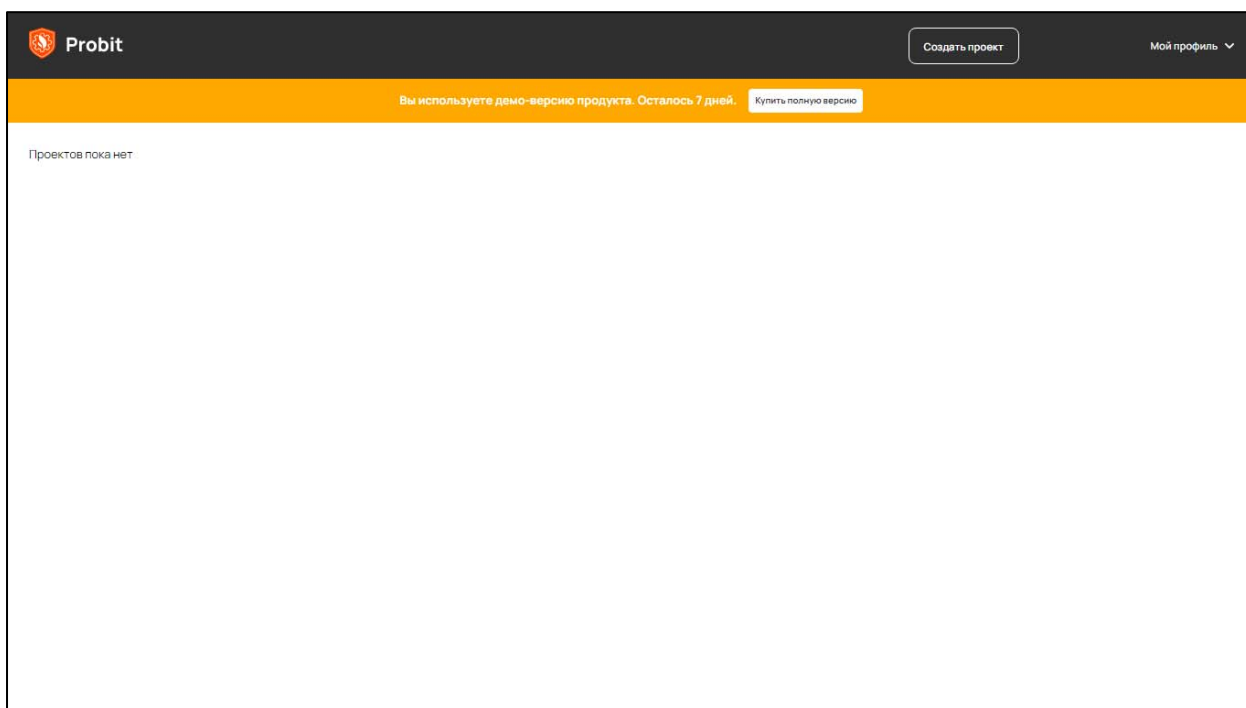 Probit
Создать проект
Мой профиль
Вы используете демо-версию продукта. Осталось 7 дней.
Купить полную версию
Проектов пока нет